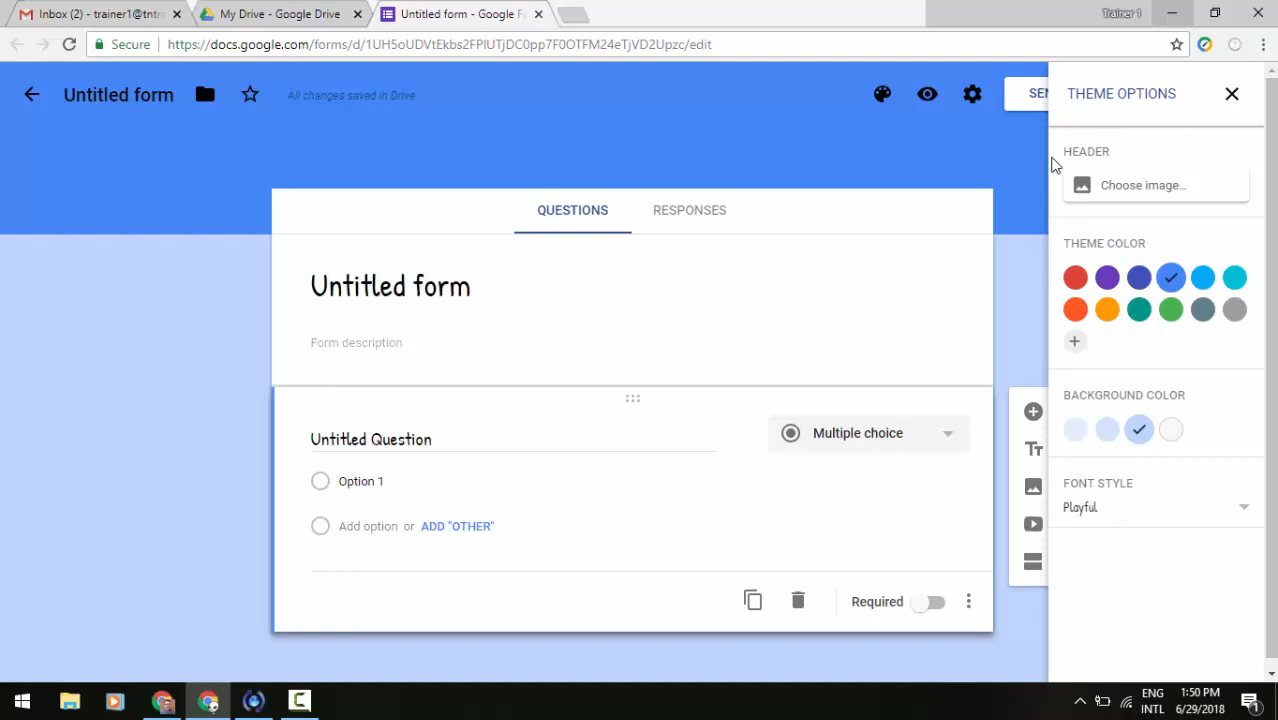 Inbox (2) - trainer1@tntra
My Drive - Google Drive
Untitled form - Google F
Trainer 1
Secure
https://docs.google.com/forms/d/1UH5oUDVtEkbs2FPlUTjDC0pp7F0OTFM24eTjVD2Upzc/edit
Untitled form
All changes saved in Drive
SEN
THEME OPTIONS
HEADER
Choose image...
QUESTIONS
RESPONSES
THEME COLOR
Untitled form
Form description
BACKGROUND COLOR
Untitled Question
Multiple choice
Option 1
FONT STYLE
Playful
Add option or ADD "OTHER"
Required
ENG
INTL
1:50 PM
6/29/2018